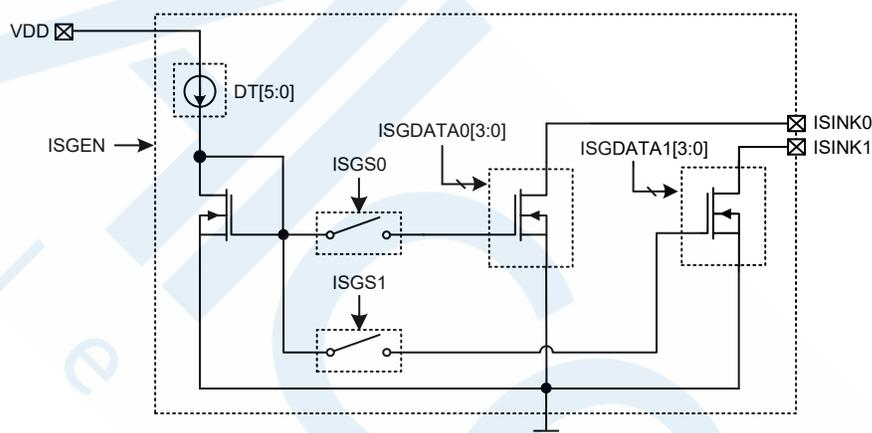 VDD
DT[5:0]
ISGEN
ISGDATA0[3:0]
ISINK0
ISINK1
ISGDATA1[3:0]
ISGS0
ISGS1
e